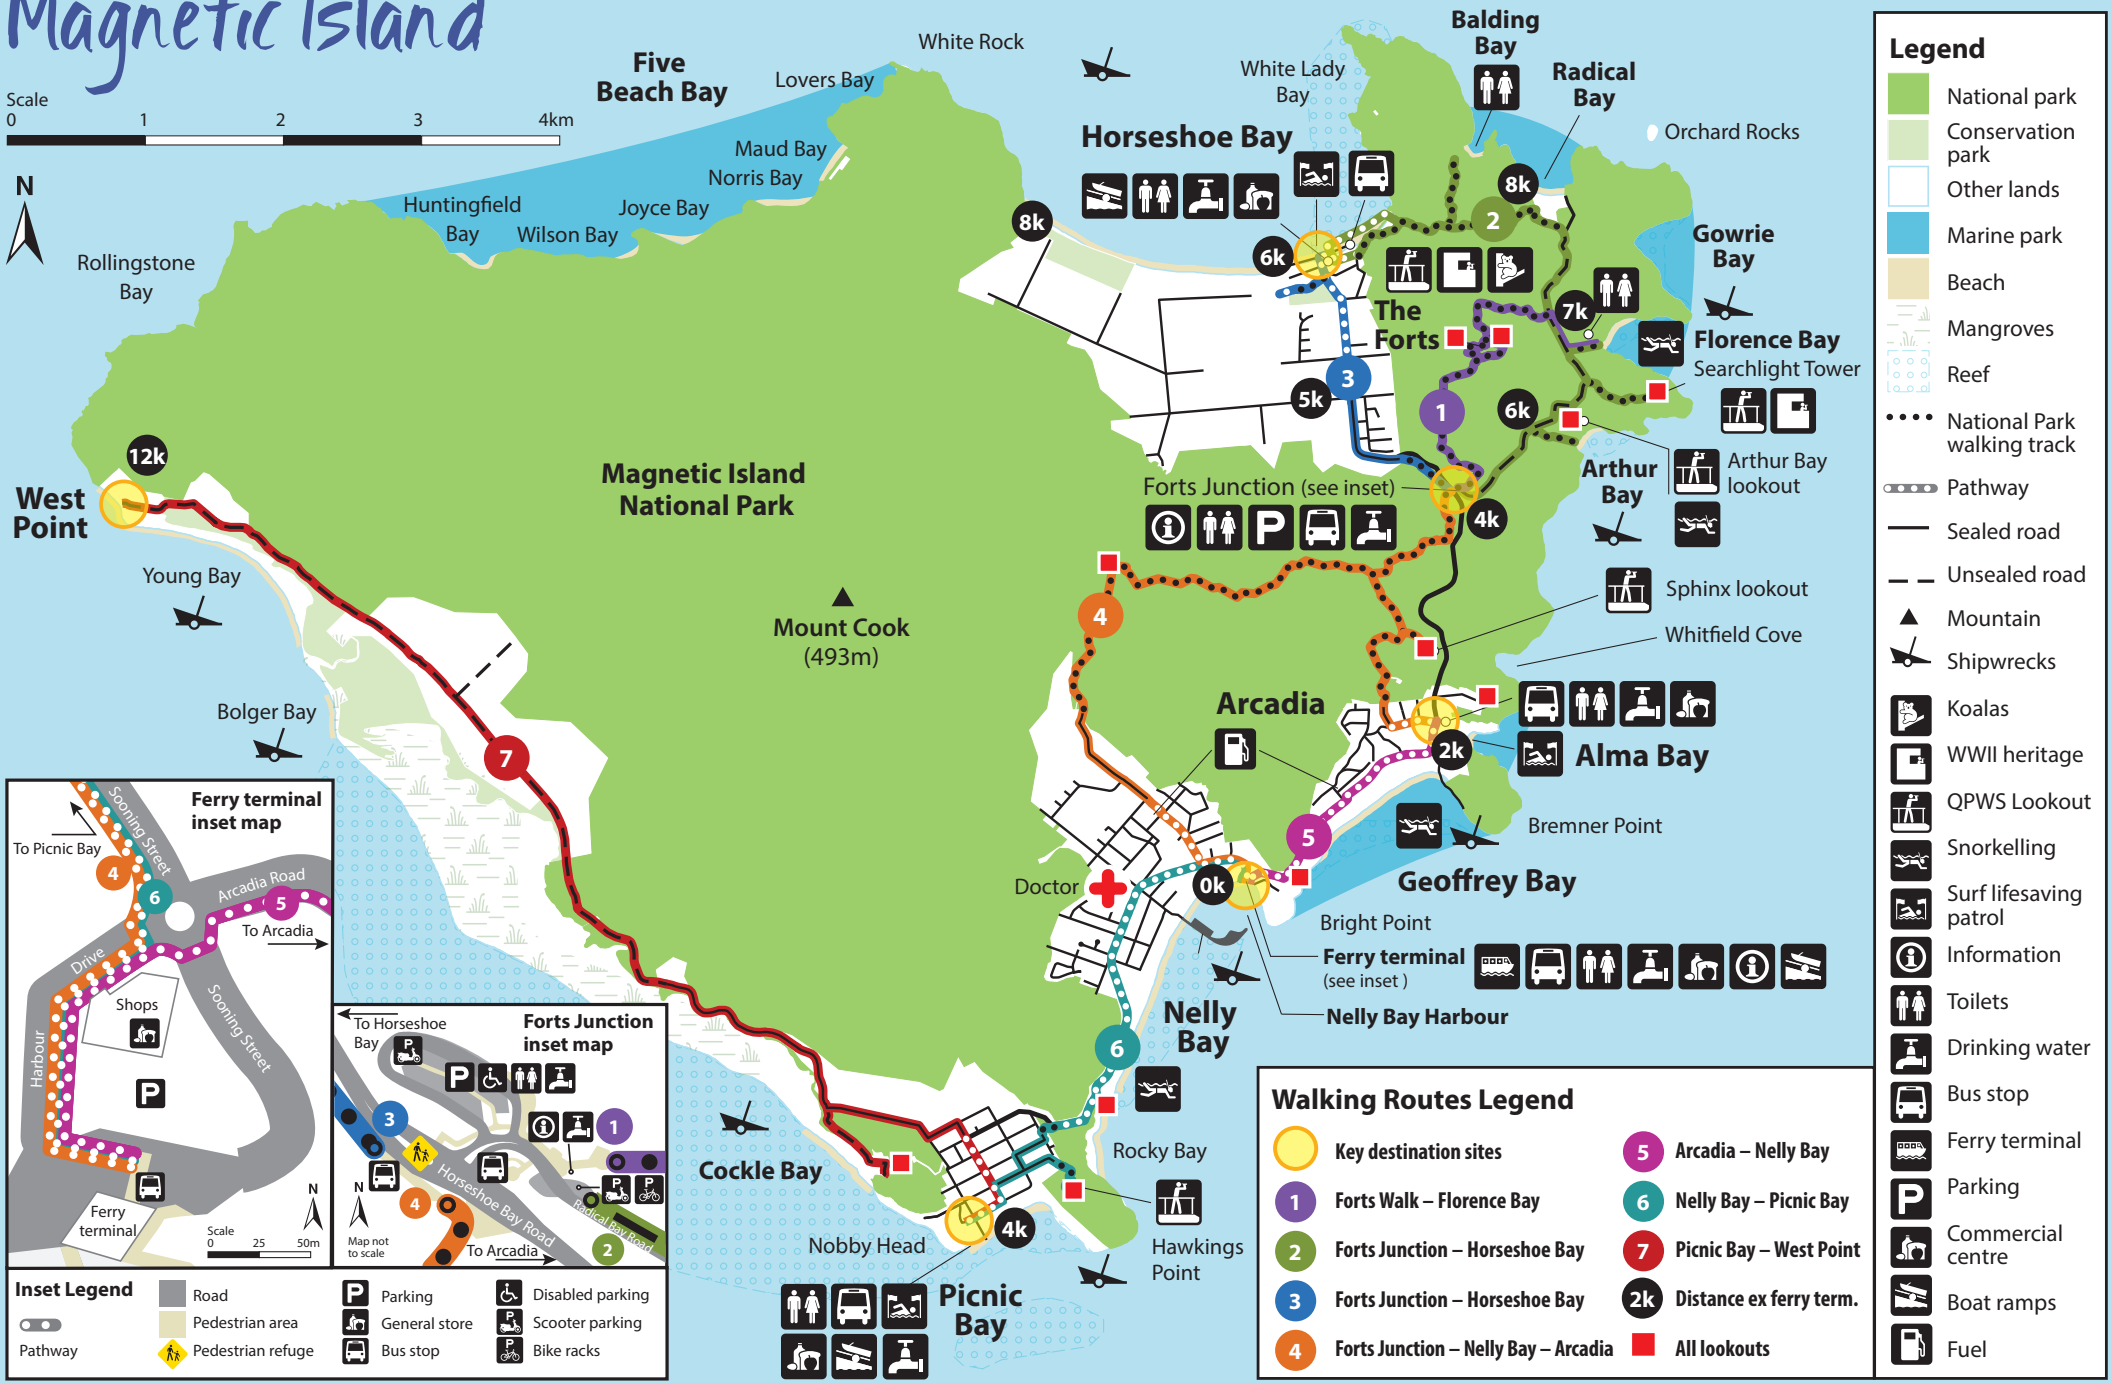 Magnetic Island
Scale
0 1 2 3 4km
N
Five
Beach Bay
White Rock
Lovers Bay
Maud Bay
Norris Bay
Joyce Bay
Huntingfield
Bay
Wilson Bay
Rollingstone
Bay
White Lady
Bay
Balding
Bay
Radical
Bay
Orchard Rocks
Horseshoe Bay
8k
8k
6k
2
Gowrie
Bay
The
Forts
7k
Florence Bay
Searchlight Tower
3
5k
1
6k
Arthur
Bay
Arthur Bay
lookout
12k
West
Point
Magnetic Island
National Park
Forts Junction (see inset)
P
4k
Young Bay
Mount Cook
(493m)
4
Sphinx lookout
Whitfield Cove
Bolger Bay
Arcadia
2k
Alma Bay
7
5
Bremner Point
Geoffrey Bay
Doctor
0k
Bright Point
Ferry terminal
(see inset )
Nelly Bay Harbour
Nelly
Bay
6
Rocky Bay
Cockle Bay
Nobby Head
4k
Hawkings
Point
Picnic
Bay
Ferry terminal
inset map
Sooning Street
To Picnic Bay
4
6
Arcadia Road
5
To Arcadia
Drive
Harbour
Shops
Sooning Street
P
Ferry
terminal
N
Scale
0 25 50m
Forts Junction
inset map
To Horseshoe
Bay
P
P
3
1
Horseshoe Bay Road
P
P
4
N
Map not
to scale
To Arcadia
Radical Bay Road
2
Inset Legend
Pathway
Road
Pedestrian area
Pedestrian refuge
P
Parking
General store
Bus stop
Disabled parking
P
Scooter parking
P
Bike racks
Walking Routes Legend
Key destination sites
1 Forts Walk – Florence Bay
2 Forts Junction – Horseshoe Bay
3 Forts Junction – Horseshoe Bay
4 Forts Junction – Nelly Bay – Arcadia
5 Arcadia – Nelly Bay
6 Nelly Bay – Picnic Bay
7 Picnic Bay – West Point
2k Distance ex ferry term.
All lookouts
Legend
National park
Conservation
park
Other lands
Marine park
Beach
Mangroves
Reef
National Park
walking track
Pathway
Sealed road
Unsealed road
Mountain
Shipwrecks
Koalas
WWII heritage
QPWS Lookout
Snorkelling
Surf lifesaving
patrol
Information
Toilets
Drinking water
Bus stop
Ferry terminal
P
Parking
Commercial
centre
Boat ramps
Fuel